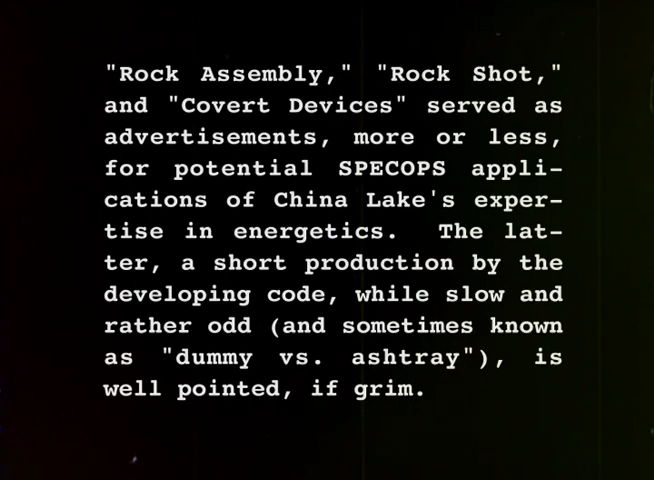 "Rock Assembly," "Rock Shot,"
and "Covert Devices" served as
advertisements, more or less,
for potential SPECOPS appli-
cations of China Lake's exper-
tise in energetics. The lat-
ter, a short production by the
developing code, while slow and
rather odd (and sometimes known
as "dummy vs. ashtray"), is
well pointed, if grim.